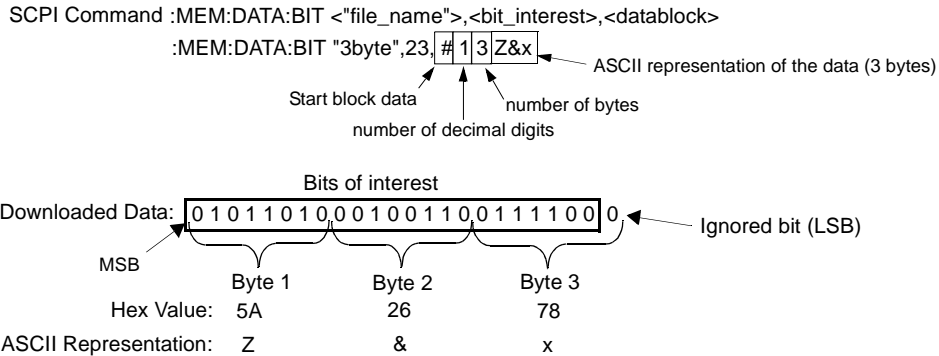 SCPI Command :MEM:DATA:BIT <"file_name">,<bit_interest>,<datablock>
:MEM:DATA:BIT "3byte",23, # 1 3 Z&x
ASCII representation of the data (3 bytes)
Start block data
number of bytes
number of decimal digits
Bits of interest
Downloaded Data: 0 1 0 1 1 0 1 0 0 0 1 0 0 1 1 0 0 1 1 1 1 0 0 0
Ignored bit (LSB)
MSB
Byte 1 Byte 2 Byte 3
Hex Value: 5A 26 78
ASCII Representation: Z & x